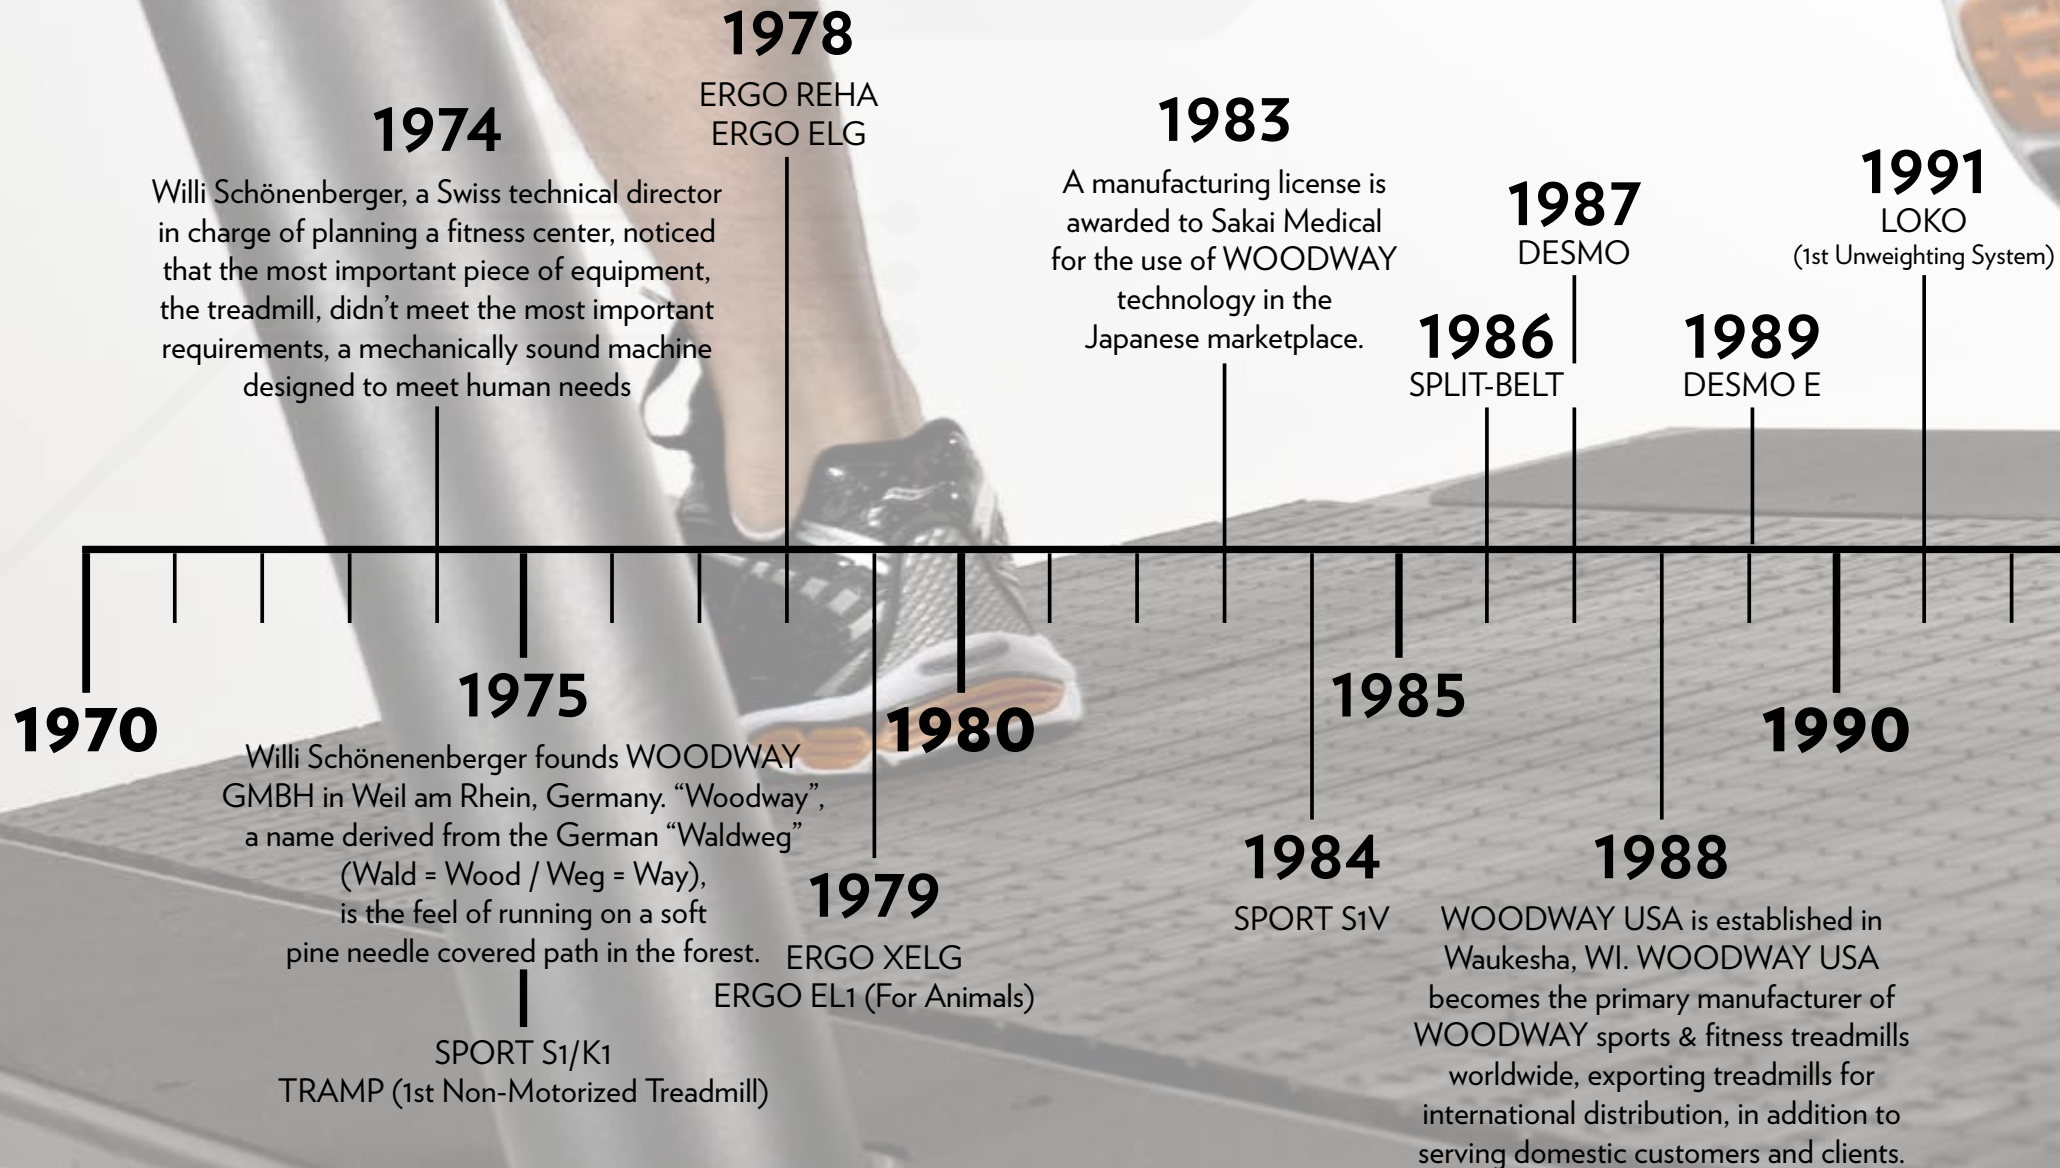 1978
ERGO REHA
ERGO ELG
1974
Willi Schönenberger, a Swiss technical director
in charge of planning a fitness center, noticed
that the most important piece of equipment,
the treadmill, didn’t meet the most important
requirements, a mechanically sound machine
designed to meet human needs
1983
A manufacturing license is
awarded to Sakai Medical
for the use of WOODWAY
technology in the
Japanese marketplace.
1987
DESMO
1986
SPLIT-BELT
1989
DESMO E
1991
LOKO
(1st Unweighting System)
1970
1975
Willi Schönenenberger founds WOODWAY
GMBH in Weil am Rhein, Germany. “Woodway”,
a name derived from the German “Waldweg”
(Wald = Wood / Weg = Way),
is the feel of running on a soft
pine needle covered path in the forest.
SPORT S1/K1
TRAMP (1st Non-Motorized Treadmill)
1979
ERGO XELG
ERGO EL1 (For Animals)
1980
1984
SPORT S1V
1985
1988
WOODWAY USA is established in
Waukesha, WI. WOODWAY USA
becomes the primary manufacturer of
WOODWAY sports & fitness treadmills
worldwide, exporting treadmills for
international distribution, in addition to
serving domestic customers and clients.
1990